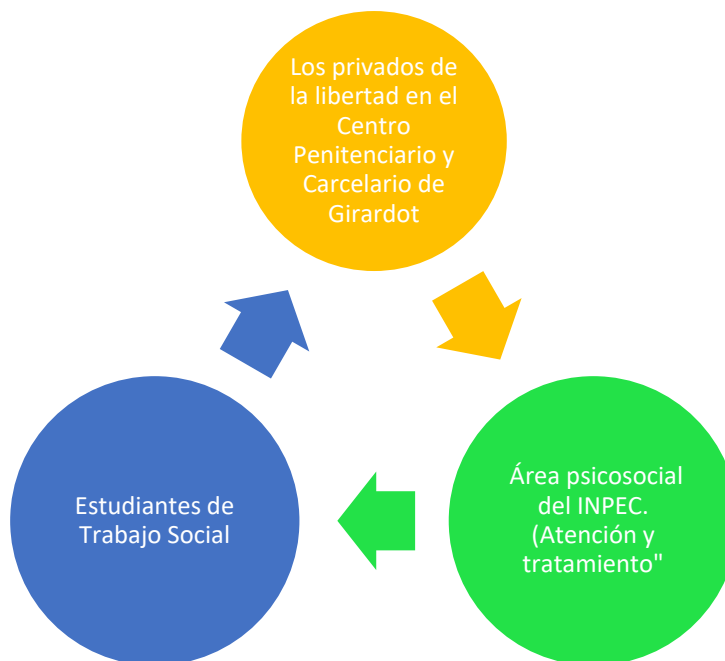 Los privados de
la libertad en el
Centro
Penitenciario y
Carcelario de
Girardot
Área psicosocial
del INPEC.
(Atención y
tratamiento"
Estudiantes de
Trabajo Social